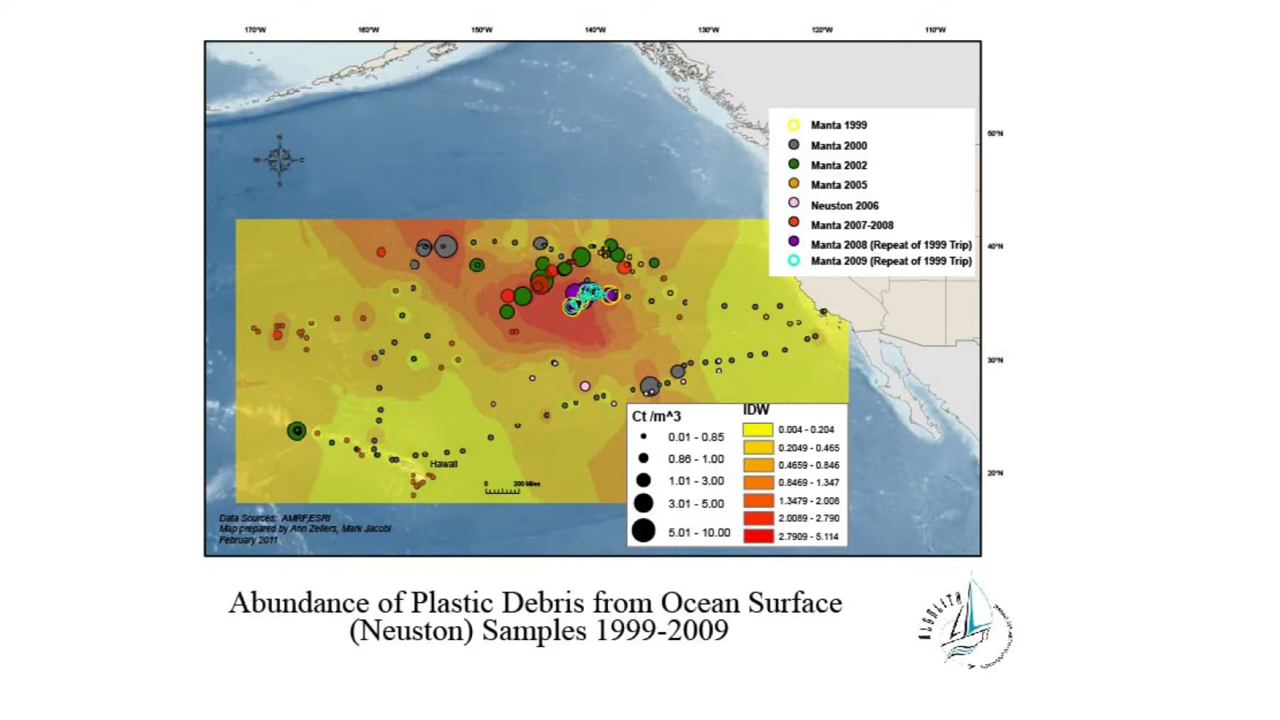 170°W 160°W 150°W 140°W 130°W 120°W 110°W
50°N
40°N
30°N
20°N
N
W E
S
Manta 1999
Manta 2000
Manta 2002
Manta 2005
Neuston 2006
Manta 2007-2008
Manta 2008 (Repeat of 1999 Trip)
Manta 2009 (Repeat of 1999 Trip)
Hawaii
0 200 Miles
Ct /m^3
0.01 - 0.85
0.86 - 1.00
1.01 - 3.00
3.01 - 5.00
5.01 - 10.00
IDW
0.004 - 0.204
0.2049 - 0.465
0.4659 - 0.846
0.8469 - 1.347
1.3479 - 2.008
2.0089 - 2.790
2.7909 - 5.114
Data Sources: AMRF,ESRI
Map prepared by Ann Zellers, Mark Jacobi
February 2011
Abundance of Plastic Debris from Ocean Surface
(Neuston) Samples 1999-2009
ALGALITA